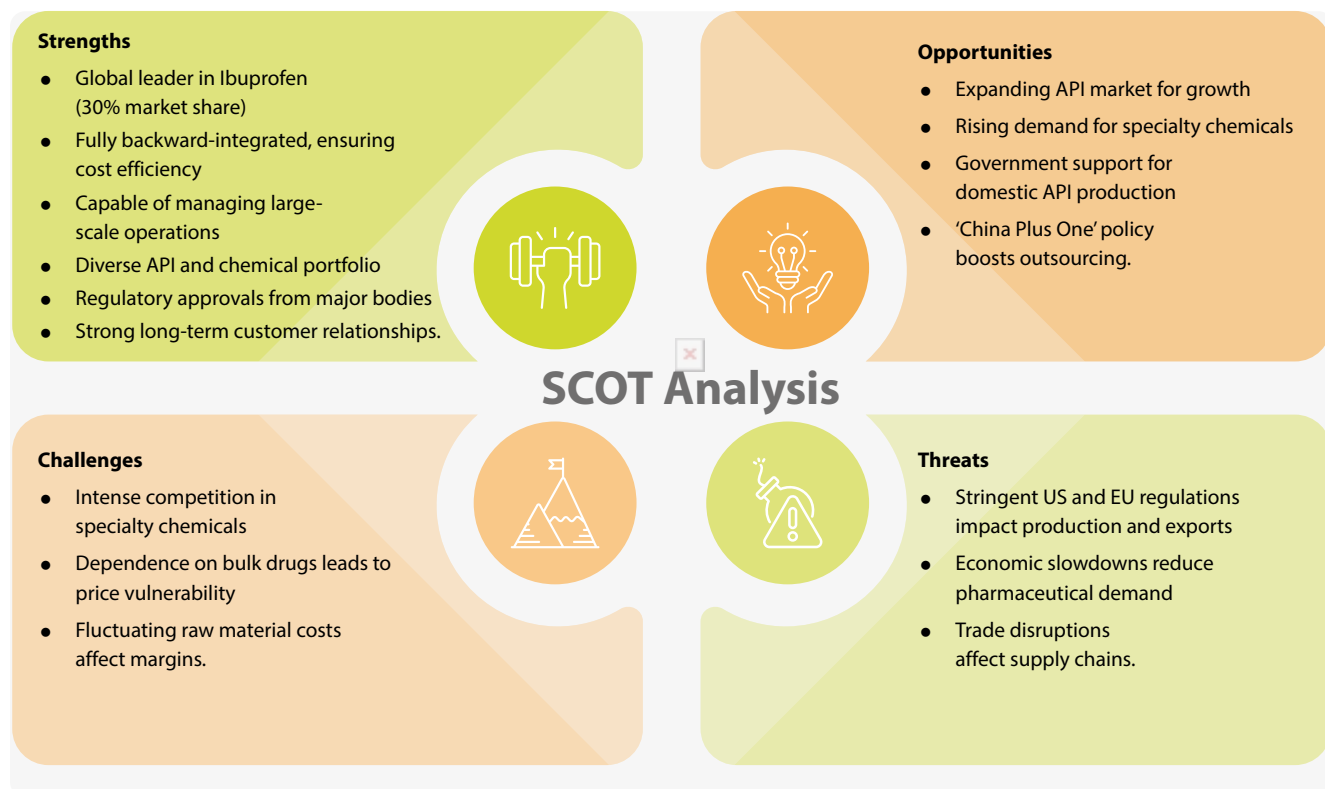 Strengths
● Global leader in Ibuprofen
(30% market share)
● Fully backward-integrated, ensuring
cost efficiency
● Capable of managing large-
scale operations
● Diverse API and chemical portfolio
● Regulatory approvals from major bodies
● Strong long-term customer relationships.
Opportunities
● Expanding API market for growth
● Rising demand for specialty chemicals
● Government support for
domestic API production
● ‘China Plus One’ policy
boosts outsourcing.
SCOT Analysis
Challenges
● Intense competition in
specialty chemicals
● Dependence on bulk drugs leads to
price vulnerability
● Fluctuating raw material costs
affect margins.
Threats
● Stringent US and EU regulations
impact production and exports
● Economic slowdowns reduce
pharmaceutical demand
● Trade disruptions
affect supply chains.